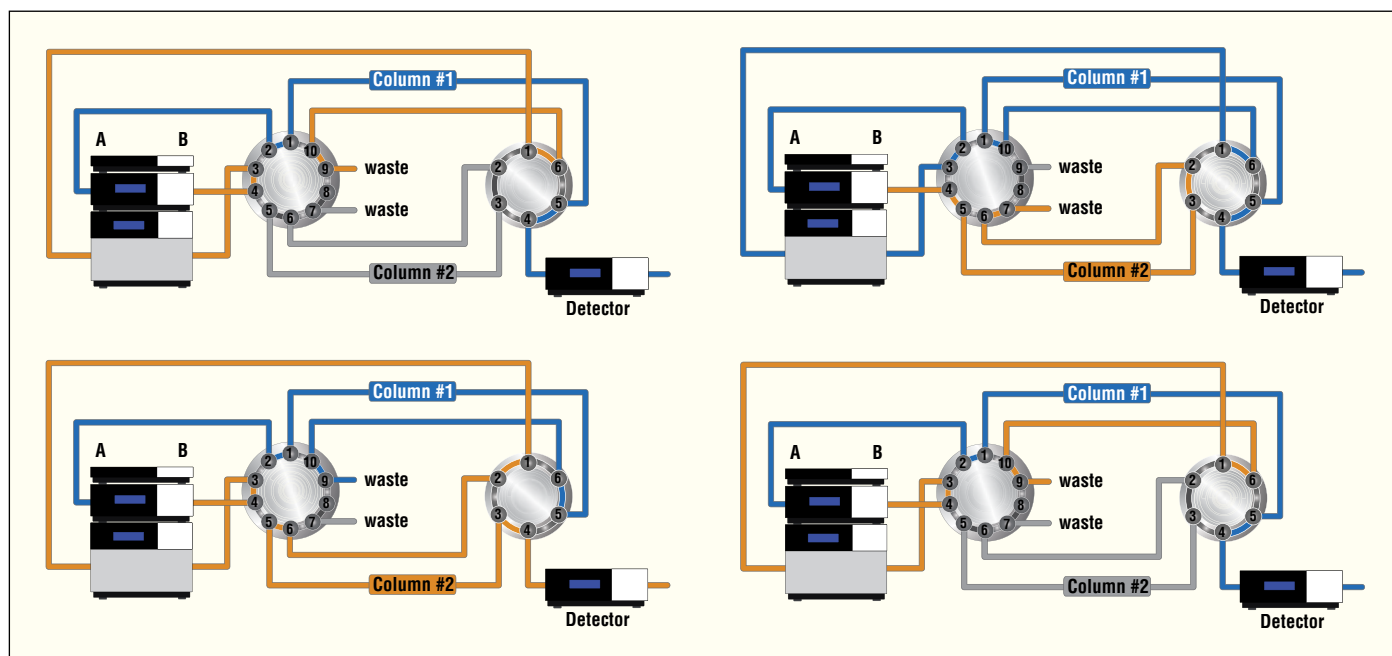 Column #1
A B
1
2 10
3 9 waste
4 8
5 6 7 waste
1
2 6
3 5
4
Column #2
Detector
Column #1
A B
1
2 10
3 9 waste
4 8
5 6 7 waste
1
2 6
3 5
4
Column #2
Detector
Column #1
A B
1
2 10
3 9 waste
4 8
5 6 7 waste
1
2 6
3 5
4
Column #2
Detector
Column #1
A B
1
2 10
3 9 waste
4 8
5 6 7 waste
1
2 6
3 5
4
Column #2
Detector